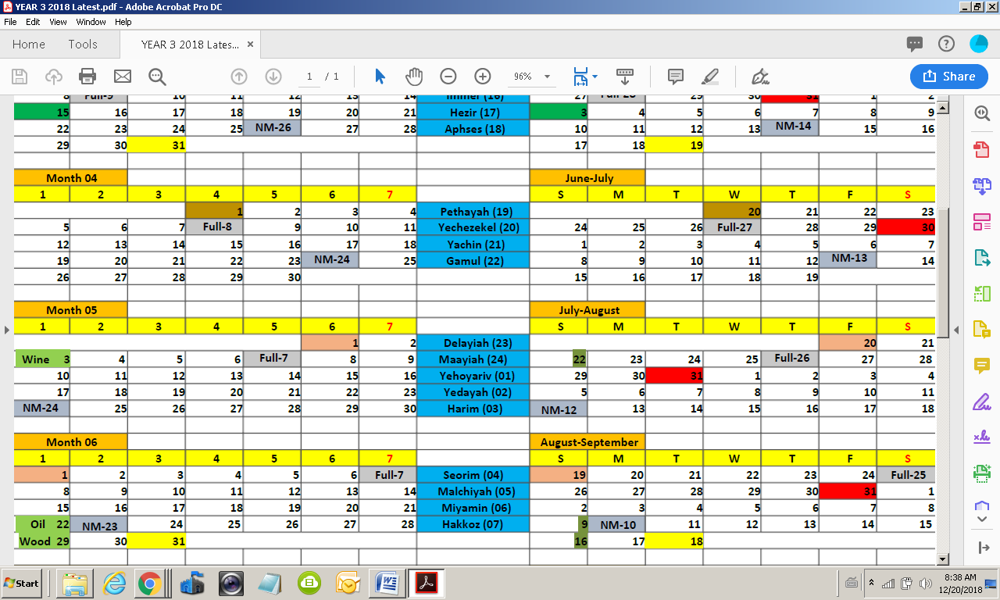 YEAR 3 2018 Latest.pdf - Adobe Acrobat Pro DC
File Edit View Window Help
Home Tools YEAR 3 2018 Lates... ×
1 / 1 96% Share
8 Full-9 10 11 12 13 14 Immer (16) 27 29 30 31 1 2
15 16 17 18 19 20 21 Hezir (17) 3 4 5 6 7 8 9
22 23 24 25 NM-26 27 28 Aphses (18) 10 11 12 13 NM-14 15 16
29 30 31 17 18 19
Month 04 June-July
1 2 3 4 5 6 7 S M T W T F S
1 2 3 4 Pethayah (19) 20 21 22 23
5 6 7 Full-8 9 10 11 Yechezekel (20) 24 25 26 Full-27 28 29 30
12 13 14 15 16 17 18 Yachin (21) 1 2 3 4 5 6 7
19 20 21 22 23 NM-24 25 Gamul (22) 8 9 10 11 12 NM-13 14
26 27 28 29 30 15 16 17 18 19
Month 05 July-August
1 2 3 4 5 6 7 S M T W T F S
1 2 Delayiah (23) 20 21
Wine 3 4 5 6 Full-7 8 9 Maayiah (24) 22 23 24 25 Full-26 27 28
10 11 12 13 14 15 16 Yehoyariv (01) 29 30 31 1 2 3 4
17 18 19 20 21 22 23 Yedayah (02) 5 6 7 8 9 10 11
NM-24 25 26 27 28 29 30 Harim (03) NM-12 13 14 15 16 17 18
Month 06 August-September
1 2 3 4 5 6 7 S M T W T F S
1 2 3 4 5 6 Full-7 Seorim (04) 19 20 21 22 23 24 Full-25
8 9 10 11 12 13 14 Malchiyah (05) 26 27 28 29 30 31 1
15 16 17 18 19 20 21 Miyamin (06) 2 3 4 5 6 7 8
Oil 22 NM-23 24 25 26 27 28 Hakkoz (07) 9 NM-10 11 12 13 14 15
Wood 29 30 31 16 17 18
Start 8:38 AM
12/20/2018